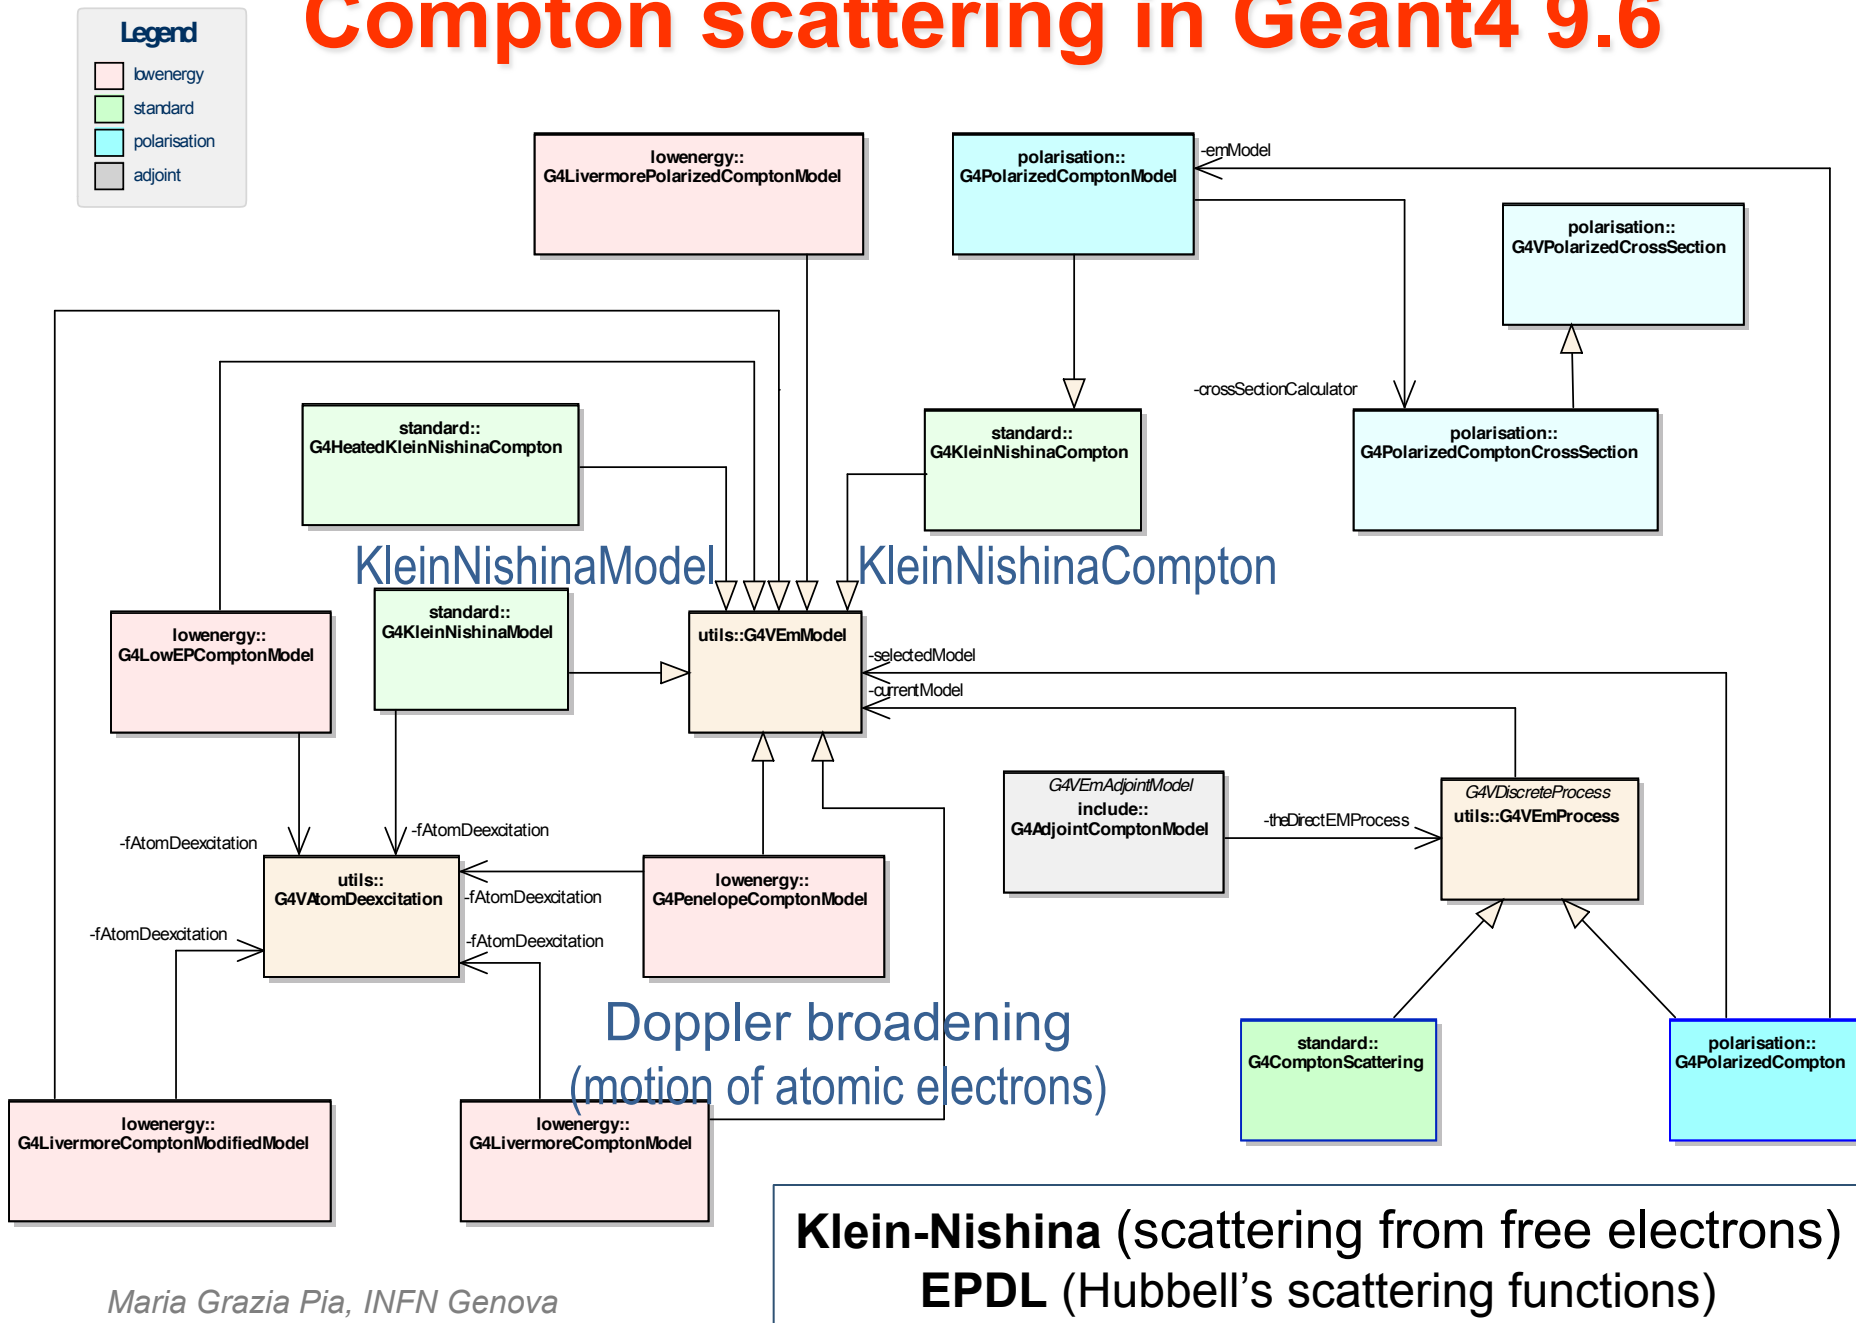 Compton scattering in Geant4 9.6
Legend
lowenergy
standard
polarisation
adjoint
lowenergy::
G4LivermorePolarizedComptonModel
polarisation::
G4PolarizedComptonModel
-emModel
polarisation::
G4VPolarizedCrossSection
standard::
G4HeatedKleinNishinaCompton
standard::
G4KleinNishinaCompton
-crossSectionCalculator
polarisation::
G4PolarizedComptonCrossSection
KleinNishinaModel
KleinNishinaCompton
lowenergy::
G4LowEPComptonModel
standard::
G4KleinNishinaModel
utils::G4VEmModel
-selectedModel
-currentModel
G4VEmAdjointModel
include::
G4AdjointComptonModel
-theDirectEMProcess
G4VDiscreteProcess
utils::G4VEmProcess
-fAtomDeexcitation
-fAtomDeexcitation
utils::
G4VAtomDeexcitation
-fAtomDeexcitation
lowenergy::
G4PenelopeComptonModel
-fAtomDeexcitation
-fAtomDeexcitation
Doppler broadening
(motion of atomic electrons)
standard::
G4ComptonScattering
polarisation::
G4PolarizedCompton
lowenergy::
G4LivermoreComptonModifiedModel
lowenergy::
G4LivermoreComptonModel
Klein-Nishina (scattering from free electrons)
EPDL (Hubbell’s scattering functions)
Maria Grazia Pia, INFN Genova